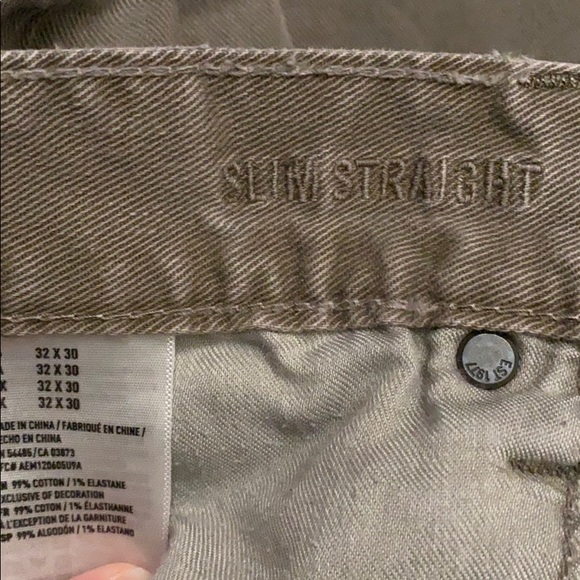 SLIM STRAIGHT
32 X 30
32 X 30
32 X 30
32 X 30
ADE IN CHINA / FABRIQUÉ EN CHINE /
ECHO EN CHINA
N 54485/CA 03873
FC# AEM120605U9A
99% COTTON / 1% ELASTANE
EXCLUSIVE OF DECORATION
FR 99% COTON / 1% ÉLASTHANNE
À L'EXCEPTION DE LA GARNITURE
SP 99% ALGODÓN / 1% ELASTANO
EST 1977